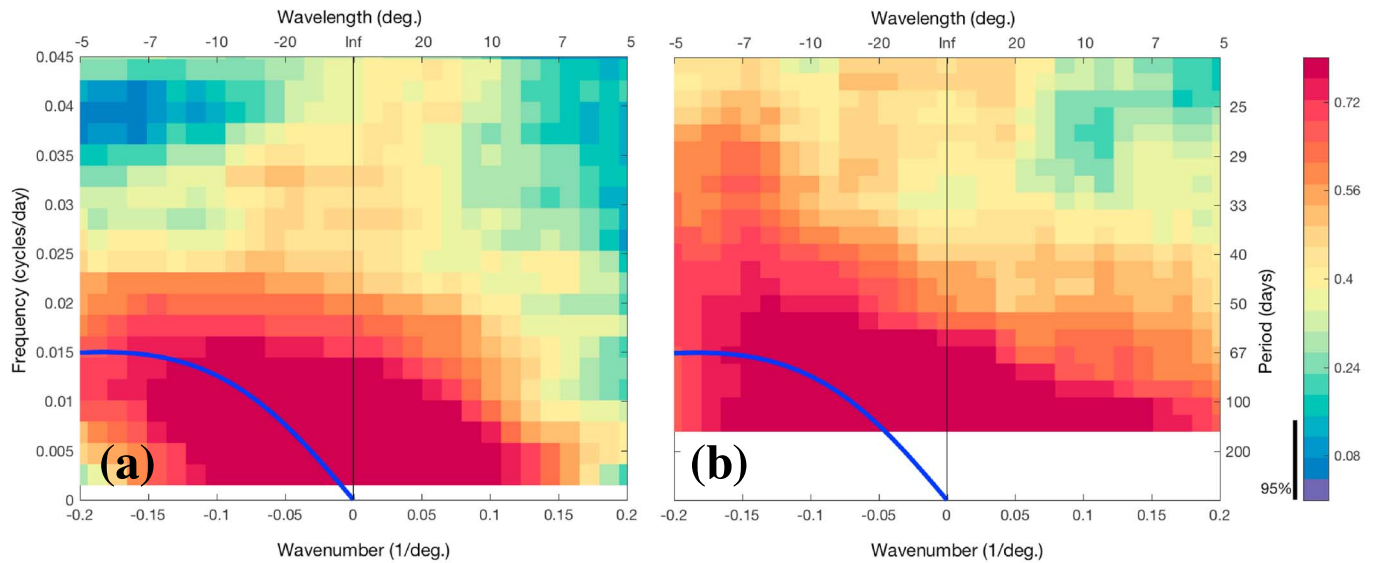 Wavelength (deg.)
-5 -7 -10 -20 Inf 20 10 7 5
0.045
0.04
0.035
0.03
0.025
0.02
0.015
0.01
0.005
0
Frequency (cycles/day)
(a)
-0.2 -0.15 -0.1 -0.05 0 0.05 0.1 0.15 0.2
Wavenumber (1/deg.)
Wavelength (deg.)
-5 -7 -10 -20 Inf 20 10 7 5
25
29
33
40
50
67
100
200
Period (days)
(b)
-0.2 -0.15 -0.1 -0.05 0 0.05 0.1 0.15 0.2
Wavenumber (1/deg.)
0.72
0.56
0.4
0.24
0.08
95%